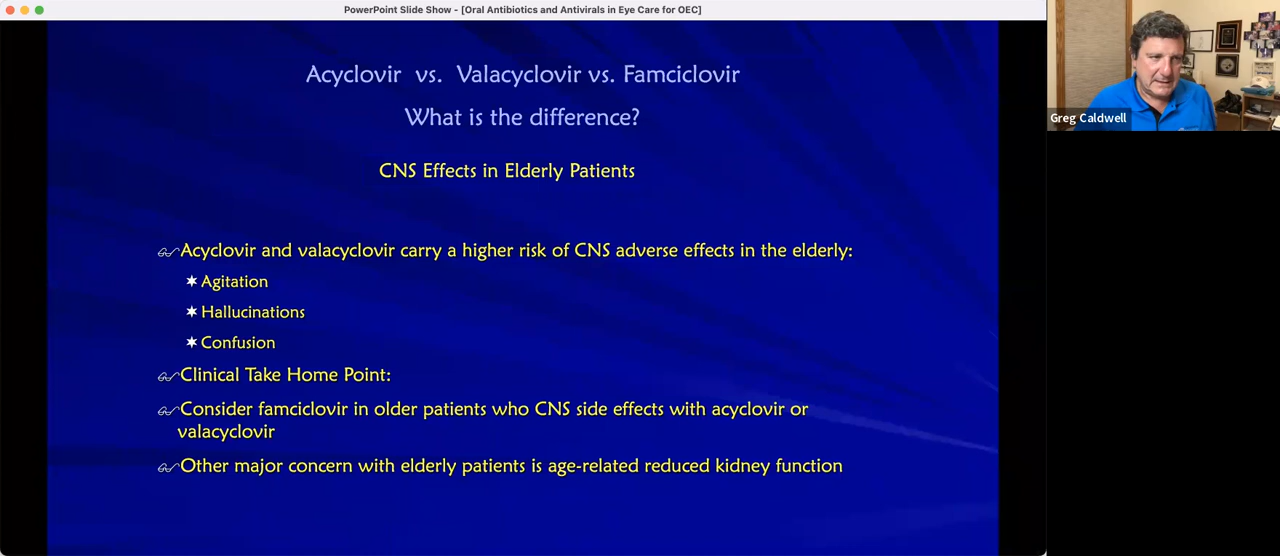 PowerPoint Slide Show - [Oral Antibiotics and Antivirals in Eye Care for OEC]
Acyclovir vs. Valacyclovir vs. Famciclovir
What is the difference?
CNS Effects in Elderly Patients
Acyclovir and valacyclovir carry a higher risk of CNS adverse effects in the elderly:
Agitation
Hallucinations
Confusion
Clinical Take Home Point:
Consider famciclovir in older patients who CNS side effects with acyclovir or
valacyclovir
Other major concern with elderly patients is age-related reduced kidney function
Greg Caldwell